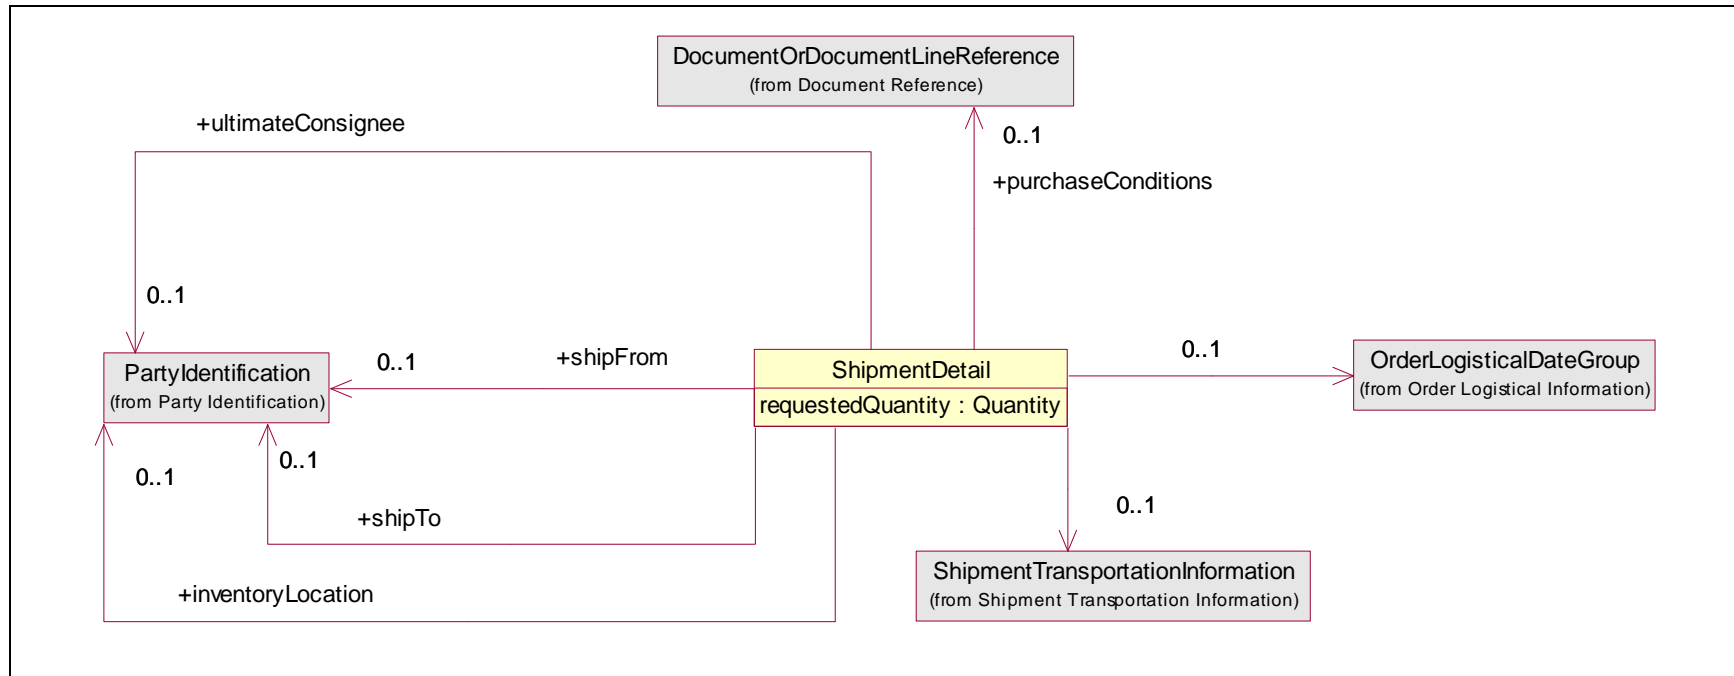 DocumentOrDocumentLineReference
(from Document Reference)
+ultimateConsignee
0..1
+purchaseConditions
0..1
+shipFrom
0..1
0..1
PartyIdentification
(from Party Identification)
ShipmentDetail
requestedQuantity : Quantity
OrderLogisticalDateGroup
(from Order Logistical Information)
0..1
0..1
+shipTo
0..1
ShipmentTransportationInformation
(from Shipment Transportation Information)
+inventoryLocation